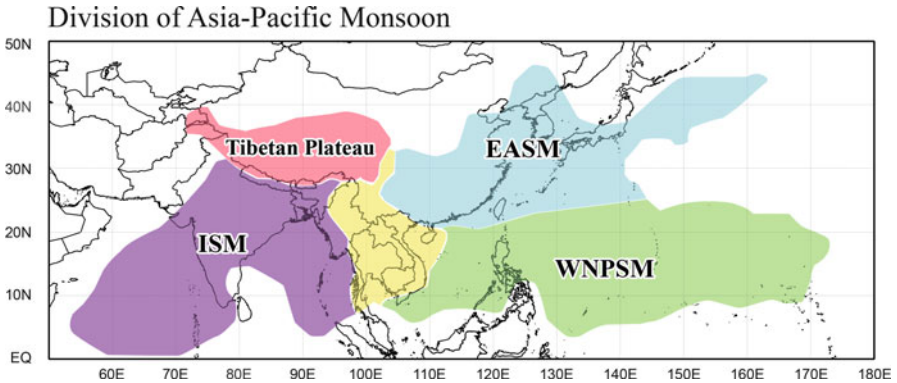 Division of Asia-Pacific Monsoon
50N
40N
Tibetan Plateau
EASM
30N
ISM
20N
WNPSM
10N
EQ
60E 70E 80E 90E 100E 110E 120E 130E 140E 150E 160E 170E 180E